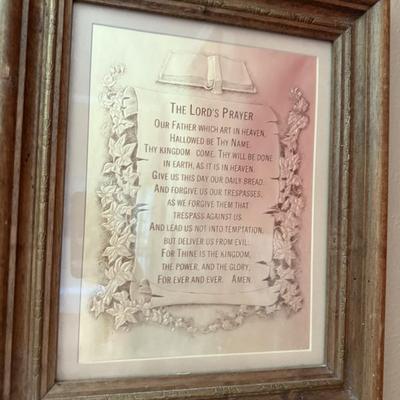 The Lord's Prayer
Our Father which art in heaven,
Hallowed be Thy Name.
Thy kingdom come. Thy will be done
in earth, as it is in heaven.
Give us this day our daily bread.
And forgive us our trespasses,
as we forgive them that
trespass against us.
And lead us not into temptation,
but deliver us from evil:
For Thine is the kingdom,
the power, and the glory,
for ever and ever. Amen.